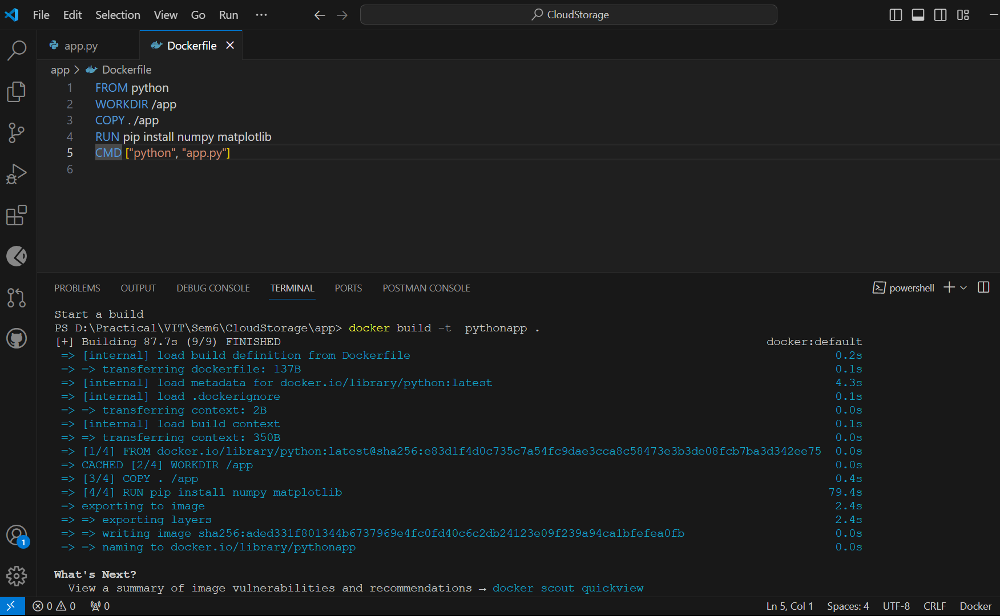 File Edit Selection View Go Run ··· CloudStorage
app.py Dockerfile
app > Dockerfile
1 FROM python
2 WORKDIR /app
3 COPY . /app
4 RUN pip install numpy matplotlib
5 CMD ["python", "app.py"]
6
PROBLEMS OUTPUT DEBUG CONSOLE TERMINAL PORTS POSTMAN CONSOLE powershell
Start a build
PS D:\Practical\VIT\Sem6\CloudStorage\app> docker build -t  pythonapp .
[+] Building 87.7s (9/9) FINISHED docker:default
=> [internal] load build definition from Dockerfile 0.2s
=> => transferring dockerfile: 137B 0.1s
=> [internal] load metadata for docker.io/library/python:latest 4.3s
=> [internal] load .dockerignore 0.1s
=> => transferring context: 2B 0.0s
=> [internal] load build context 0.1s
=> => transferring context: 350B 0.0s
=> [1/4] FROM docker.io/library/python:latest@sha256:e83d1f4d0c735c7a54fc9dae3cca8c58473e3b3de08fcb7ba3d342ee75 0.0s
=> CACHED [2/4] WORKDIR /app 0.0s
=> [3/4] COPY . /app 0.4s
=> [4/4] RUN pip install numpy matplotlib 79.4s
=> exporting to image 2.4s
=> => exporting layers 2.4s
=> => writing image sha256:aded331f801344b6737969e4fc0fd40c6c2db24123e09f239a94ca1bfefea0fb 0.0s
=> => naming to docker.io/library/pythonapp 0.0s
What's Next?
View a summary of image vulnerabilities and recommendations → docker scout quickview
1
0 0 0 Ln 5, Col 1 Spaces: 4 UTF-8 CRLF Docker